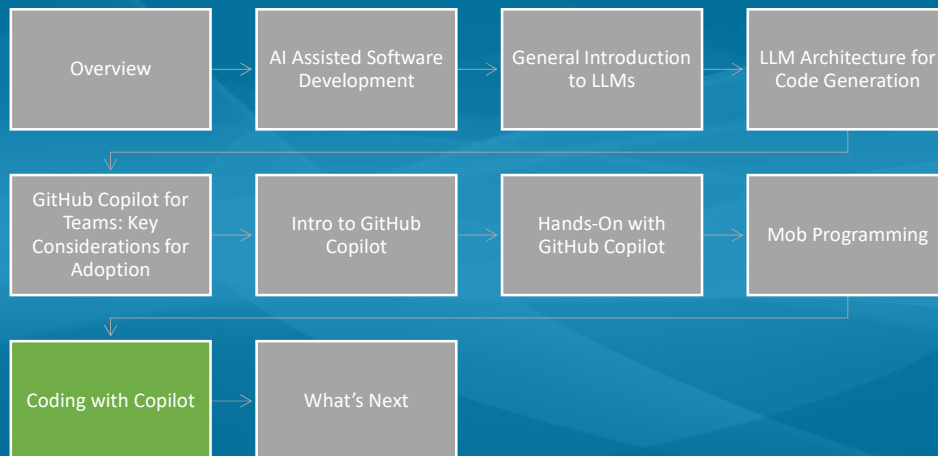 Overview
AI Assisted Software
Development
General Introduction
to LLMs
LLM Architecture for
Code Generation
GitHub Copilot for
Teams: Key
Considerations for
Adoption
Intro to GitHub
Copilot
Hands-On with
GitHub Copilot
Mob Programming
Coding with Copilot
What's Next